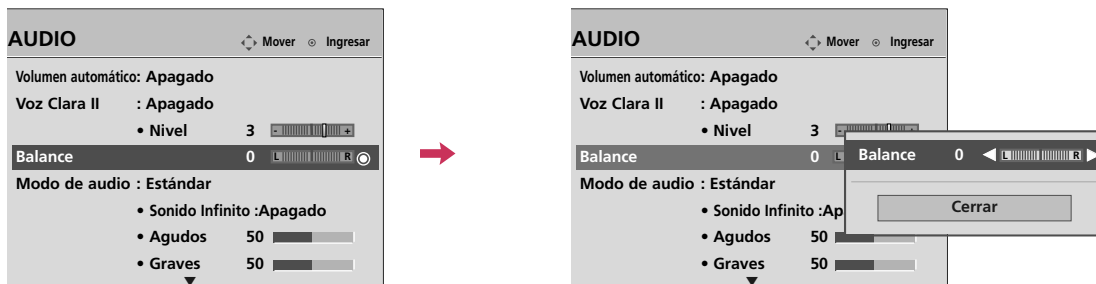 AUDIO Mover Ingresar
Volumen automático: Apagado
Voz Clara II : Apagado
• Nivel 3 - +
Balance 0 L R
Modo de audio : Estándar
• Sonido Infinito :Apagado
• Agudos 50
• Graves 50
AUDIO Mover Ingresar
Volumen automático: Apagado
Voz Clara II : Apagado
• Nivel 3 - +
Balance 0 L
Modo de audio : Estándar
• Sonido Infinito :Ap
• Agudos 50
• Graves 50
Balance 0 L R
Cerrar